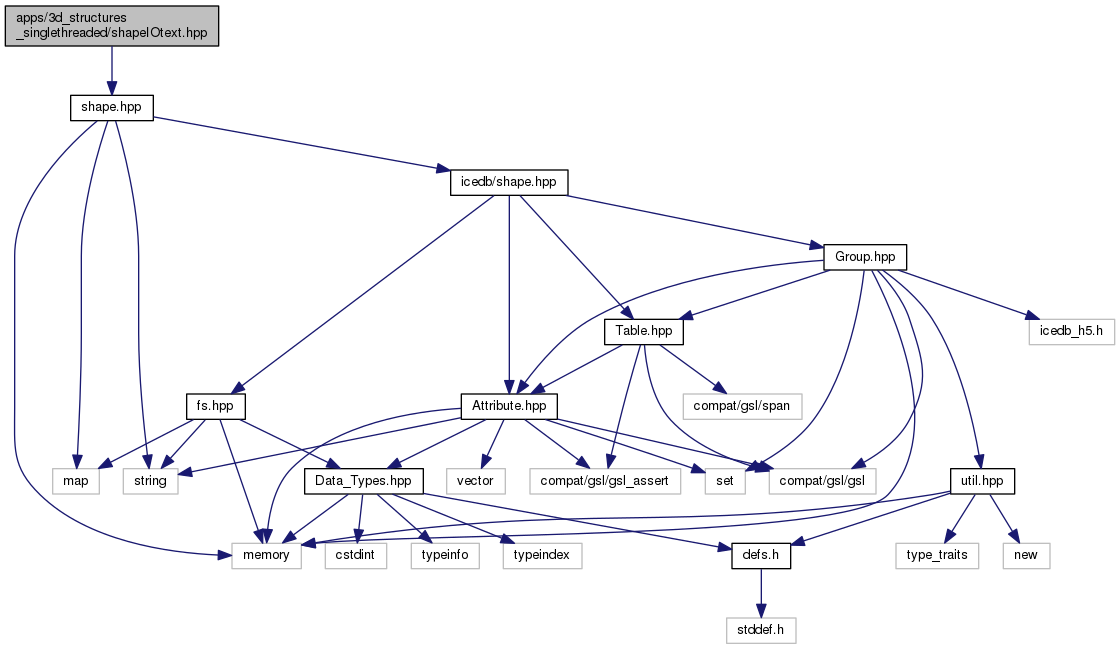 apps/3d_structures
_singlethreaded/shapeIOtext.hpp
shape.hpp
icedb/shape.hpp
Group.hpp
Table.hpp
icedb_h5.h
fs.hpp
Attribute.hpp
compat/gsl/span
map
string
Data_Types.hpp
vector
compat/gsl/gsl_assert
set
compat/gsl/gsl
util.hpp
memory
cstdint
typeinfo
typeindex
defs.h
type_traits
new
stddef.h